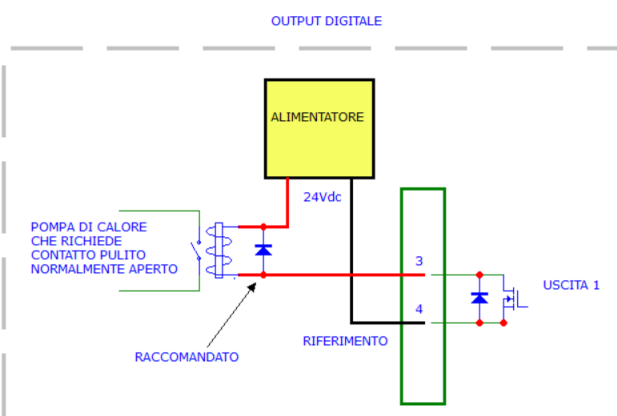 OUTPUT DIGITALE
ALIMENTATORE
24Vdc
POMPA DI CALORE
CHE RICHIEDE
CONTATTO PULITO
NORMALMENTE APERTO
3
USCITA 1
4
RIFERIMENTO
RACCOMANDATO